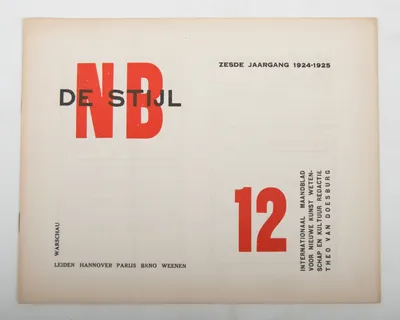 ZESDE JAARGANG 1924-1925
NB
DE STIJL
12
INTERNATIONAAL MAANDBLAD
VOOR NIEUWE KUNST WETEN-
SCHAP EN KULTUUR REDACTIE
THEO VAN DOESBURG
WARSCHAU
LEIDEN HANNOVER PARIJS BRNO WEENEN